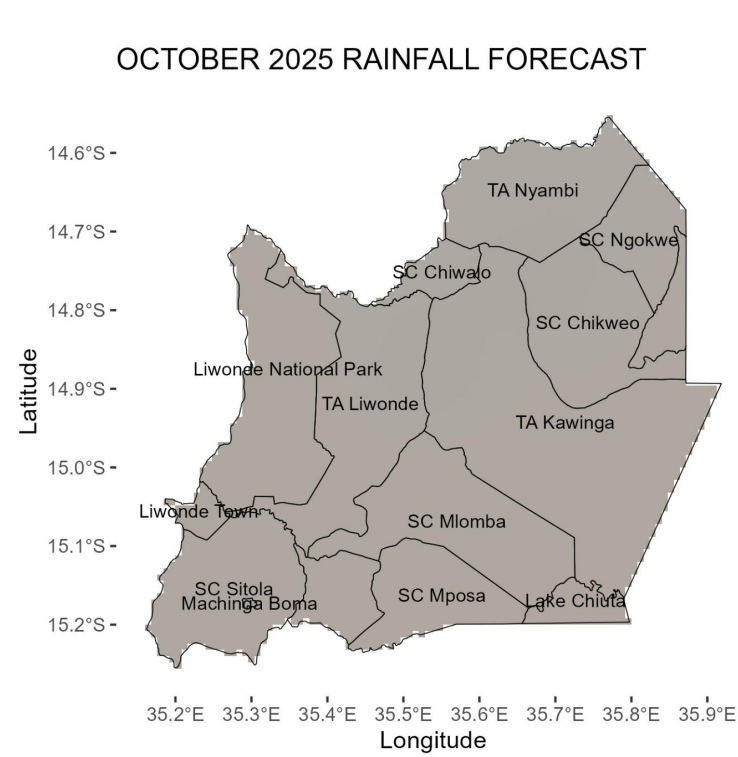 OCTOBER 2025 RAINFALL FORECAST
14.6°S
14.7°S
14.8°S
14.9°S
15.0°S
15.1°S
15.2°S
Latitude
TA Nyambi
SC Ngokwe
SC Chiwalo
SC Chikweo
Liwonde National Park
TA Liwonde
TA Kawinga
Liwonde Town
SC Mlomba
SC Sitola
Machinga Boma
SC Mposa
Lake Chiuta
35.2°E 35.3°E 35.4°E 35.5°E 35.6°E 35.7°E 35.8°E 35.9°E
Longitude